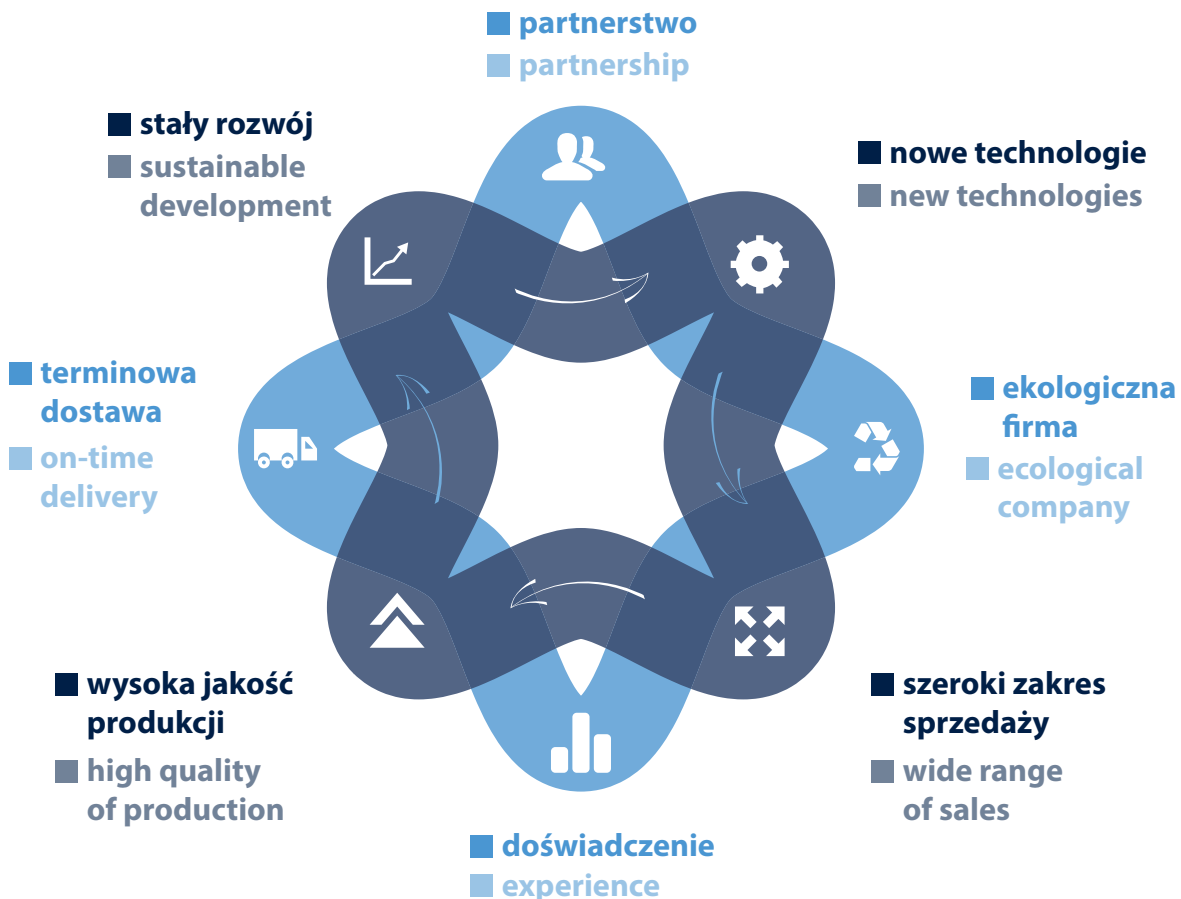 partnerstwo
partnership
stały rozwój
sustainable
development
nowe technologie
new technologies
terminowa
dostawa
on-time
delivery
ekologiczna
firma
ecological
company
wysoka jakość
produkcji
high quality
of production
szeroki zakres
sprzedaży
wide range
of sales
doświadczenie
experience